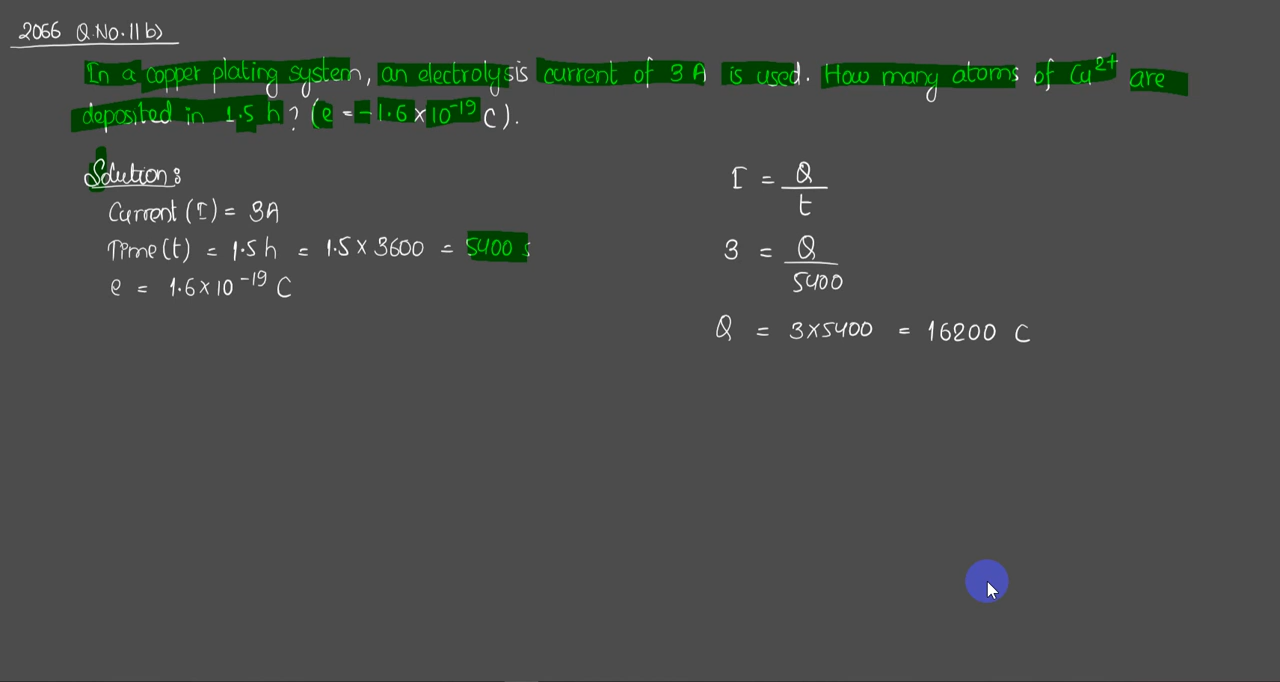 2066 Q.No.11b)
In a copper plating system, an electrolysis current of 3 A is used. How many atoms of Cu²⁺ are
deposited in 1.5 h? (e = -1.6×10⁻¹⁹ C).
Solution:
Current (I) = 3A
Time (t) = 1.5 h = 1.5 × 3600 = 5400 s
e = 1.6×10⁻¹⁹ C
I = Q
t
3 = Q
5400
Q = 3×5400 = 16200 C